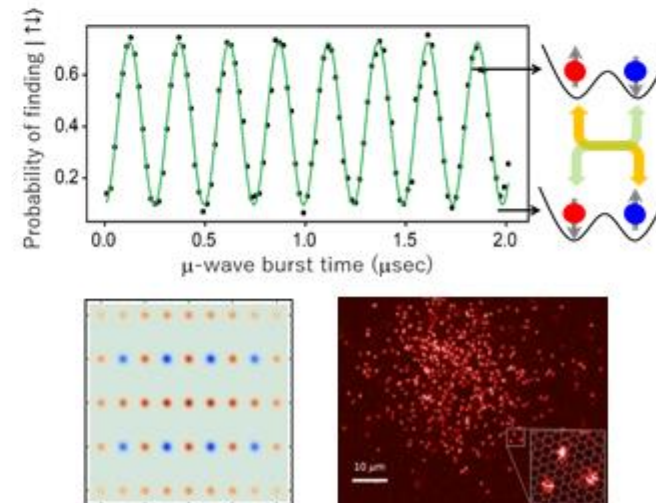 Probability of finding | ↑↓⟩
0.6
0.4
0.2
0.0
0.5
1.0
1.5
2.0
μ-wave burst time (μsec)
10 μm